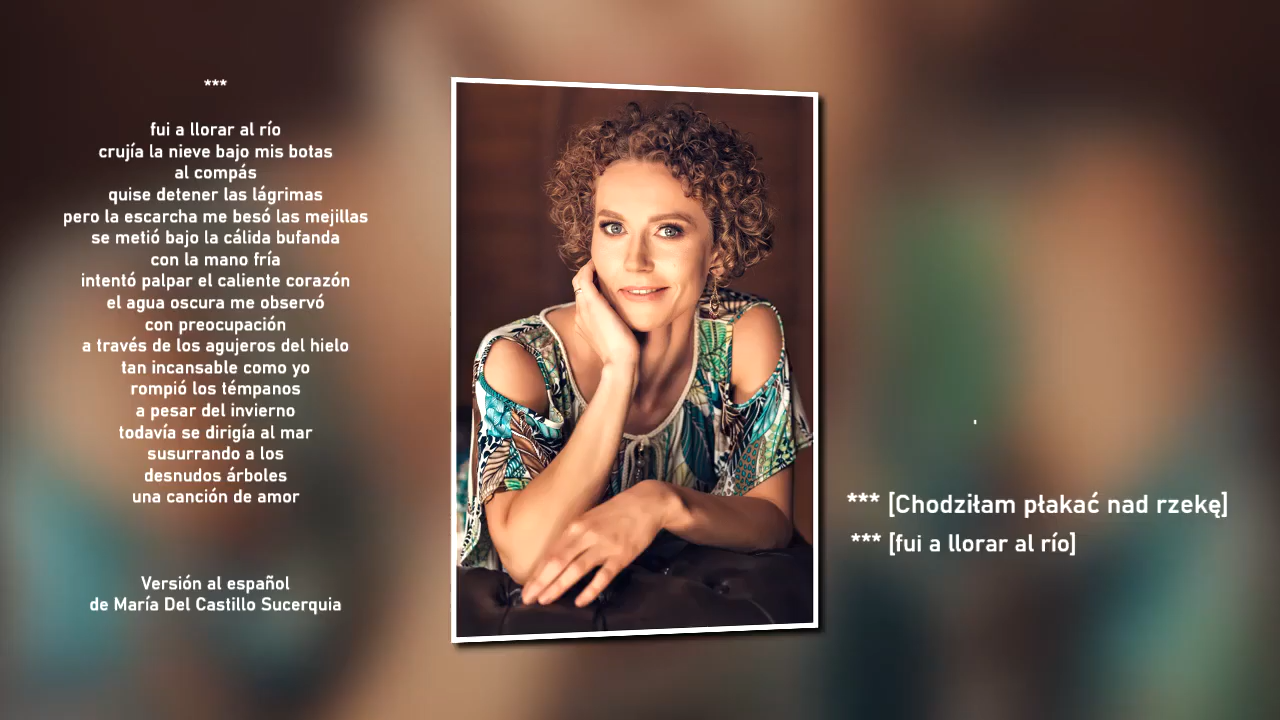 ***
fui a llorar al río
crujía la nieve bajo mis botas
al compás
quise detener las lágrimas
pero la escarcha me besó las mejillas
se metió bajo la cálida bufanda
con la mano fría
intentó palpar el caliente corazón
el agua oscura me observó
con preocupación
a través de los agujeros del hielo
tan incansable como yo
rompió los témpanos
a pesar del invierno
todavía se dirigía al mar
susurrando a los
desnudos árboles
una canción de amor
Versión al español
de María Del Castillo Sucerquia
*** [Chodziłam płakać nad rzekę]
*** [fui a llorar al río]